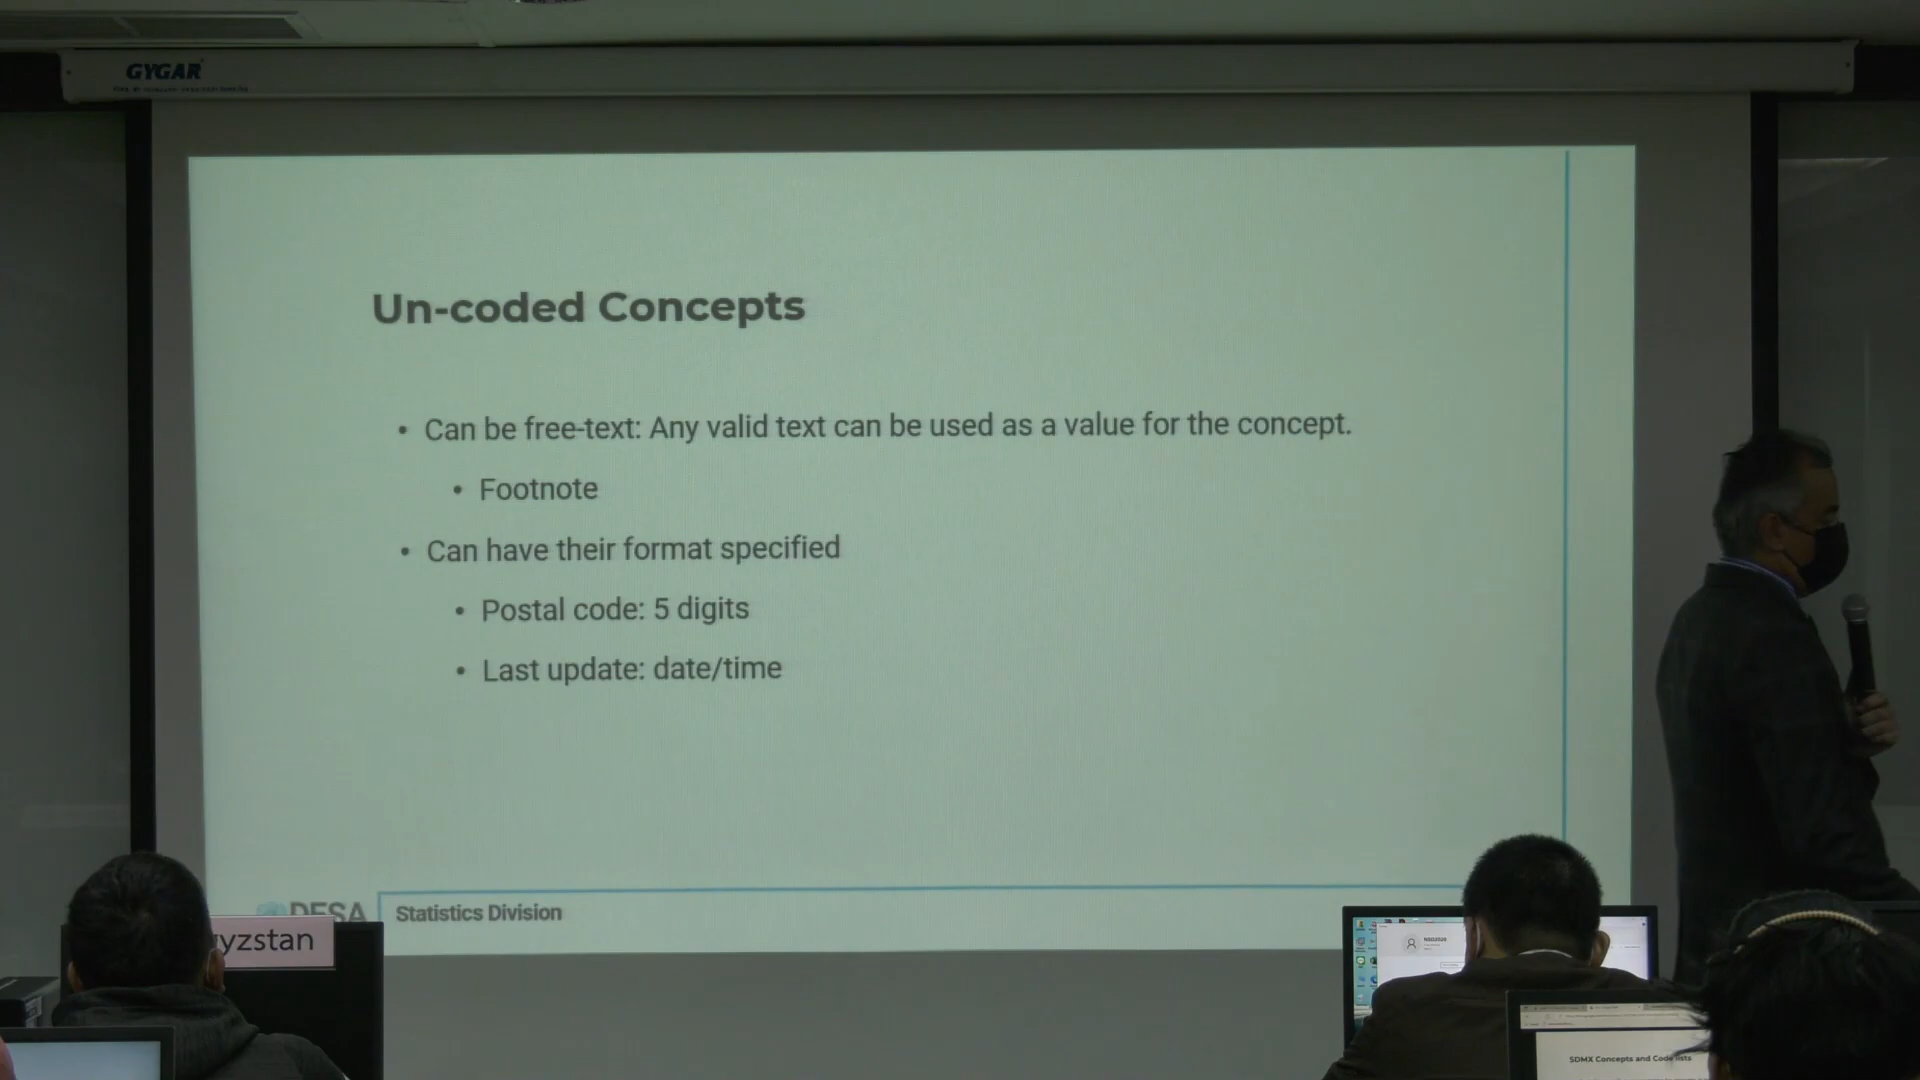 GYGAR
Un-coded Concepts
• Can be free-text: Any valid text can be used as a value for the concept.
• Footnote
• Can have their format specified
• Postal code: 5 digits
• Last update: date/time
DESA
Statistics Division
yzstan
SDMX Concepts and Code lists